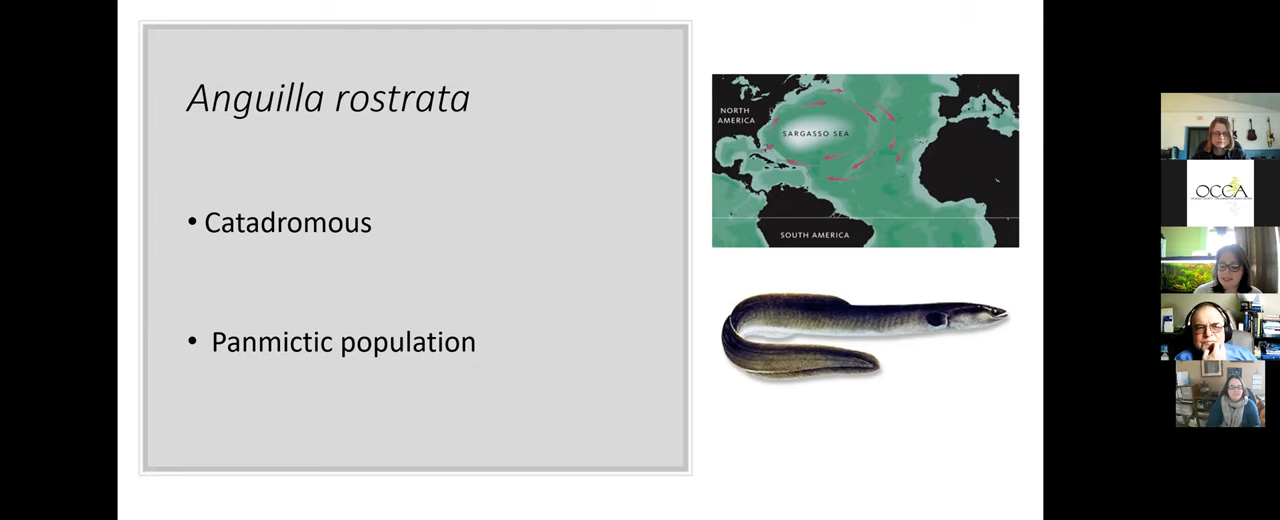 Anguilla rostrata
• Catadromous
• Panmictic population
NORTH
AMERICA
SARGASSO SEA
SOUTH AMERICA
OCCA